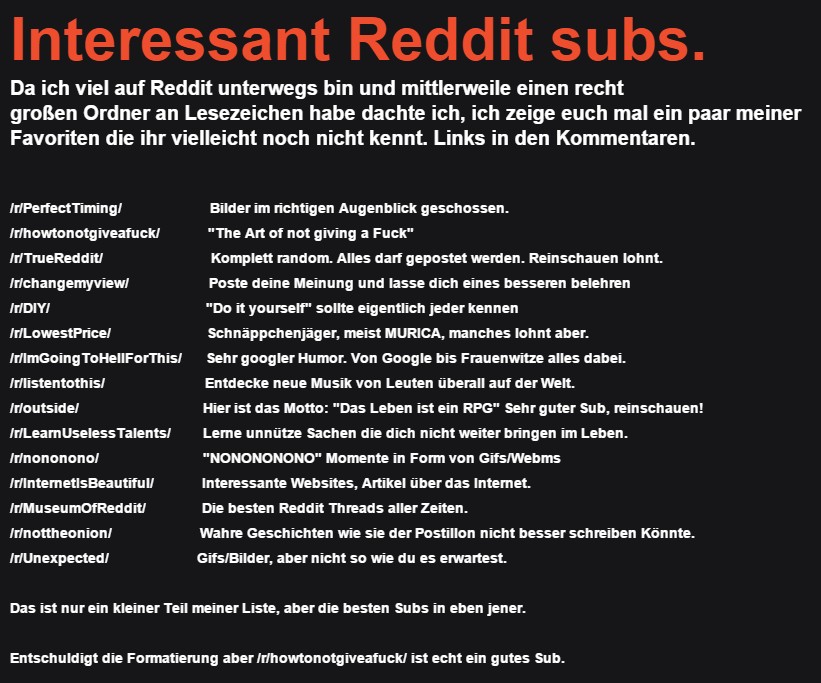 Interessant Reddit subs.
Da ich viel auf Reddit unterwegs bin und mittlerweile einen recht
großen Ordner an Lesezeichen habe dachte ich, ich zeige euch mal ein paar meiner
Favoriten die ihr vielleicht noch nicht kennt. Links in den Kommentaren.
/r/PerfectTiming/ Bilder im richtigen Augenblick geschossen.
/r/howtonotgiveafuck/ "The Art of not giving a Fuck"
/r/TrueReddit/ Komplett random. Alles darf gepostet werden. Reinschauen lohnt.
/r/changemyview/ Poste deine Meinung und lasse dich eines besseren belehren
/r/DIY/ "Do it yourself" sollte eigentlich jeder kennen
/r/LowestPrice/ Schnäppchenjäger, meist MURICA, manches lohnt aber.
/r/ImGoingToHellForThis/ Sehr googler Humor. Von Google bis Frauenwitze alles dabei.
/r/listentothis/ Entdecke neue Musik von Leuten überall auf der Welt.
/r/outside/ Hier ist das Motto: "Das Leben ist ein RPG" Sehr guter Sub, reinschauen!
/r/LearnUselessTalents/ Lerne unnütze Sachen die dich nicht weiter bringen im Leben.
/r/nononono/ "NONONONONO" Momente in Form von Gifs/Webms
/r/InternetIsBeautiful/ Interessante Websites, Artikel über das Internet.
/r/MuseumOfReddit/ Die besten Reddit Threads aller Zeiten.
/r/nottheonion/ Wahre Geschichten wie sie der Postillon nicht besser schreiben Könnte.
/r/Unexpected/ Gifs/Bilder, aber nicht so wie du es erwartest.
Das ist nur ein kleiner Teil meiner Liste, aber die besten Subs in eben jener.
Entschuldigt die Formatierung aber /r/howtonotgiveafuck/ ist echt ein gutes Sub.